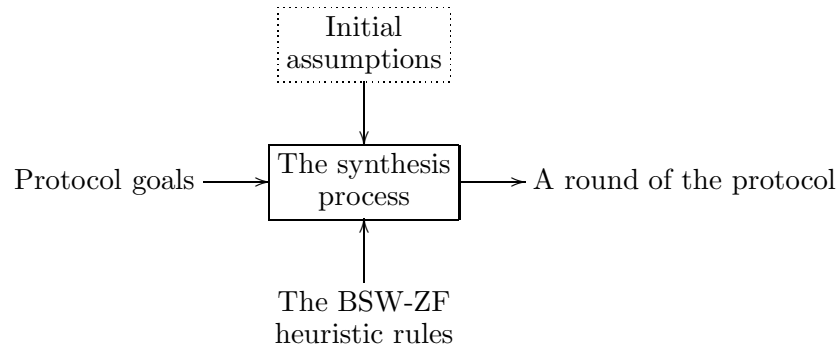 Initial
assumptions
Protocol goals
The synthesis
process
A round of the protocol
The BSW-ZF
heuristic rules